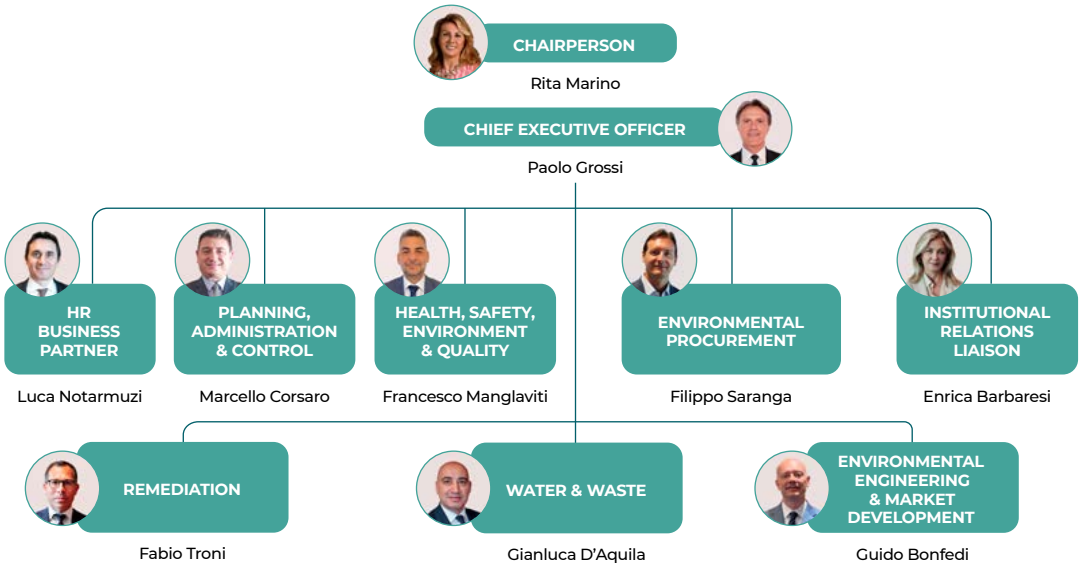 CHAIRPERSON
Rita Marino
CHIEF EXECUTIVE OFFICER
Paolo Grossi
HR
BUSINESS
PARTNER
Luca Notarmuzi
PLANNING,
ADMINISTRATION
& CONTROL
Marcello Corsaro
HEALTH, SAFETY,
ENVIRONMENT
& QUALITY
Francesco Manglaviti
ENVIRONMENTAL
PROCUREMENT
Filippo Saranga
INSTITUTIONAL
RELATIONS
LIAISON
Enrica Barbaresi
REMEDIATION
Fabio Troni
WATER & WASTE
Gianluca D’Aquila
ENVIRONMENTAL
ENGINEERING
& MARKET
DEVELOPMENT
Guido Bonfedi